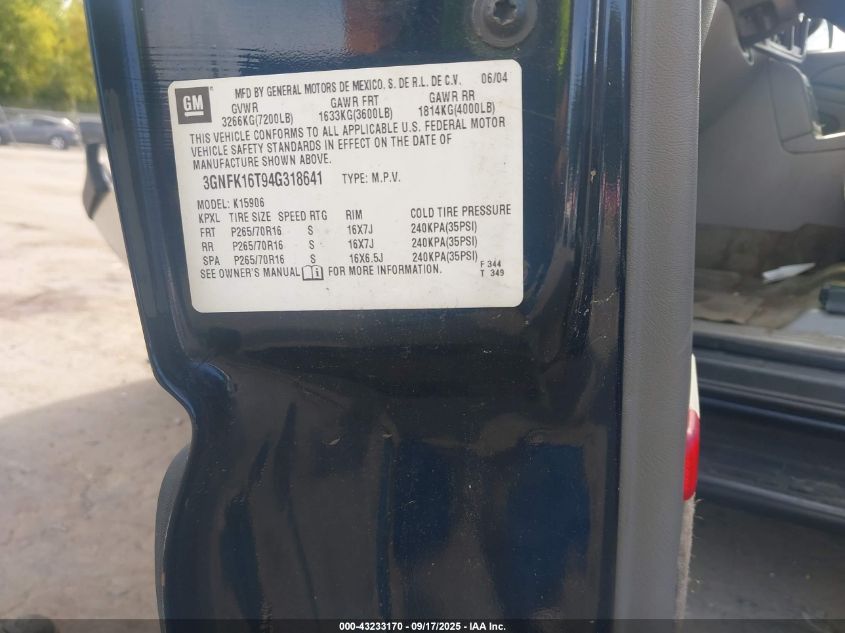 GM
MFD BY GENERAL MOTORS DE MEXICO. S. DE R.L. DE C.V. 06/04
GVWR GAWR FRT GAWR RR
3266KG(7200LB) 1633KG(3600LB) 1814KG(4000LB)
THIS VEHICLE CONFORMS TO ALL APPLICABLE U.S. FEDERAL MOTOR
VEHICLE SAFETY STANDARDS IN EFFECT ON THE DATE OF
MANUFACTURE SHOWN ABOVE.
3GNFK16T94G318641 TYPE: M.P.V.
MODEL: K15906
KPXL TIRE SIZE SPEED RTG RIM COLD TIRE PRESSURE
FRT P265/70R16 S 16X7J 240KPA(35PSI)
RR P265/70R16 S 16X7J 240KPA(35PSI)
SPA P265/70R16 S 16X6.5J 240KPA(35PSI)
SEE OWNER'S MANUAL FOR MORE INFORMATION. F 344
T 349
000-43233170 - 09/17/2025 - IAA Inc.